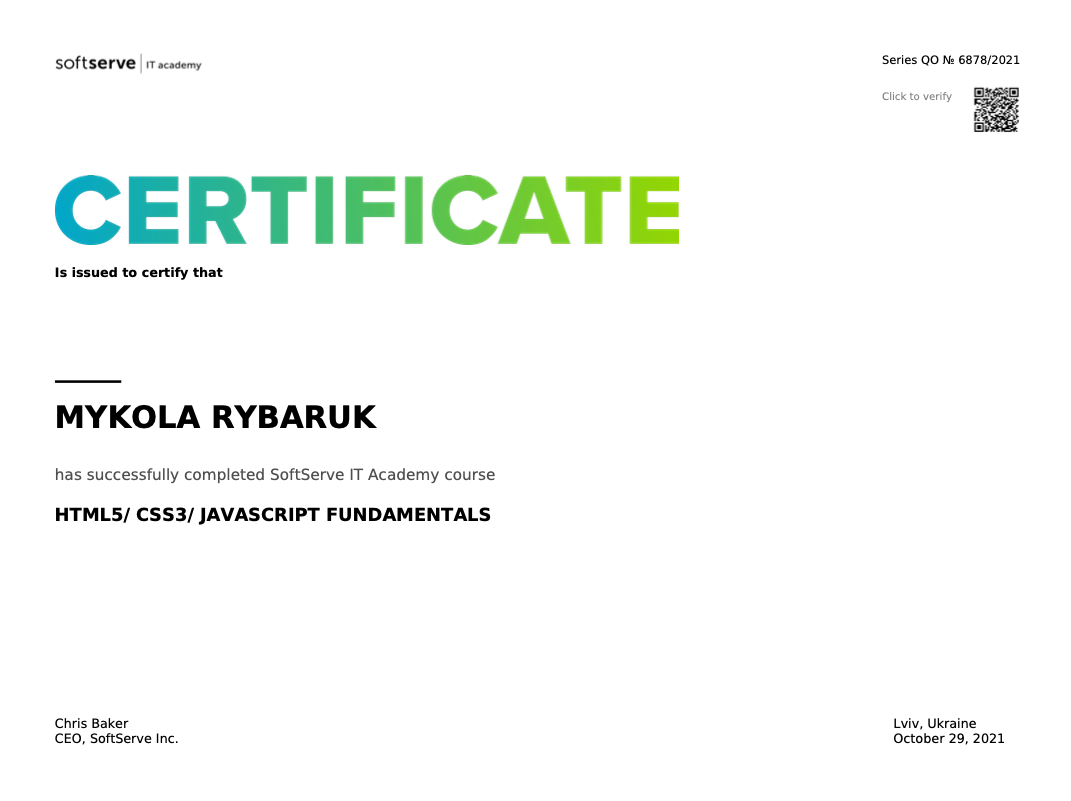 softserve | IT academy
Series QO № 6878/2021
Click to verify
CERTIFICATE
Is issued to certify that
MYKOLA RYBARUK
has successfully completed SoftServe IT Academy course
HTML5/ CSS3/ JAVASCRIPT FUNDAMENTALS
Chris Baker
CEO, SoftServe Inc.
Lviv, Ukraine
October 29, 2021